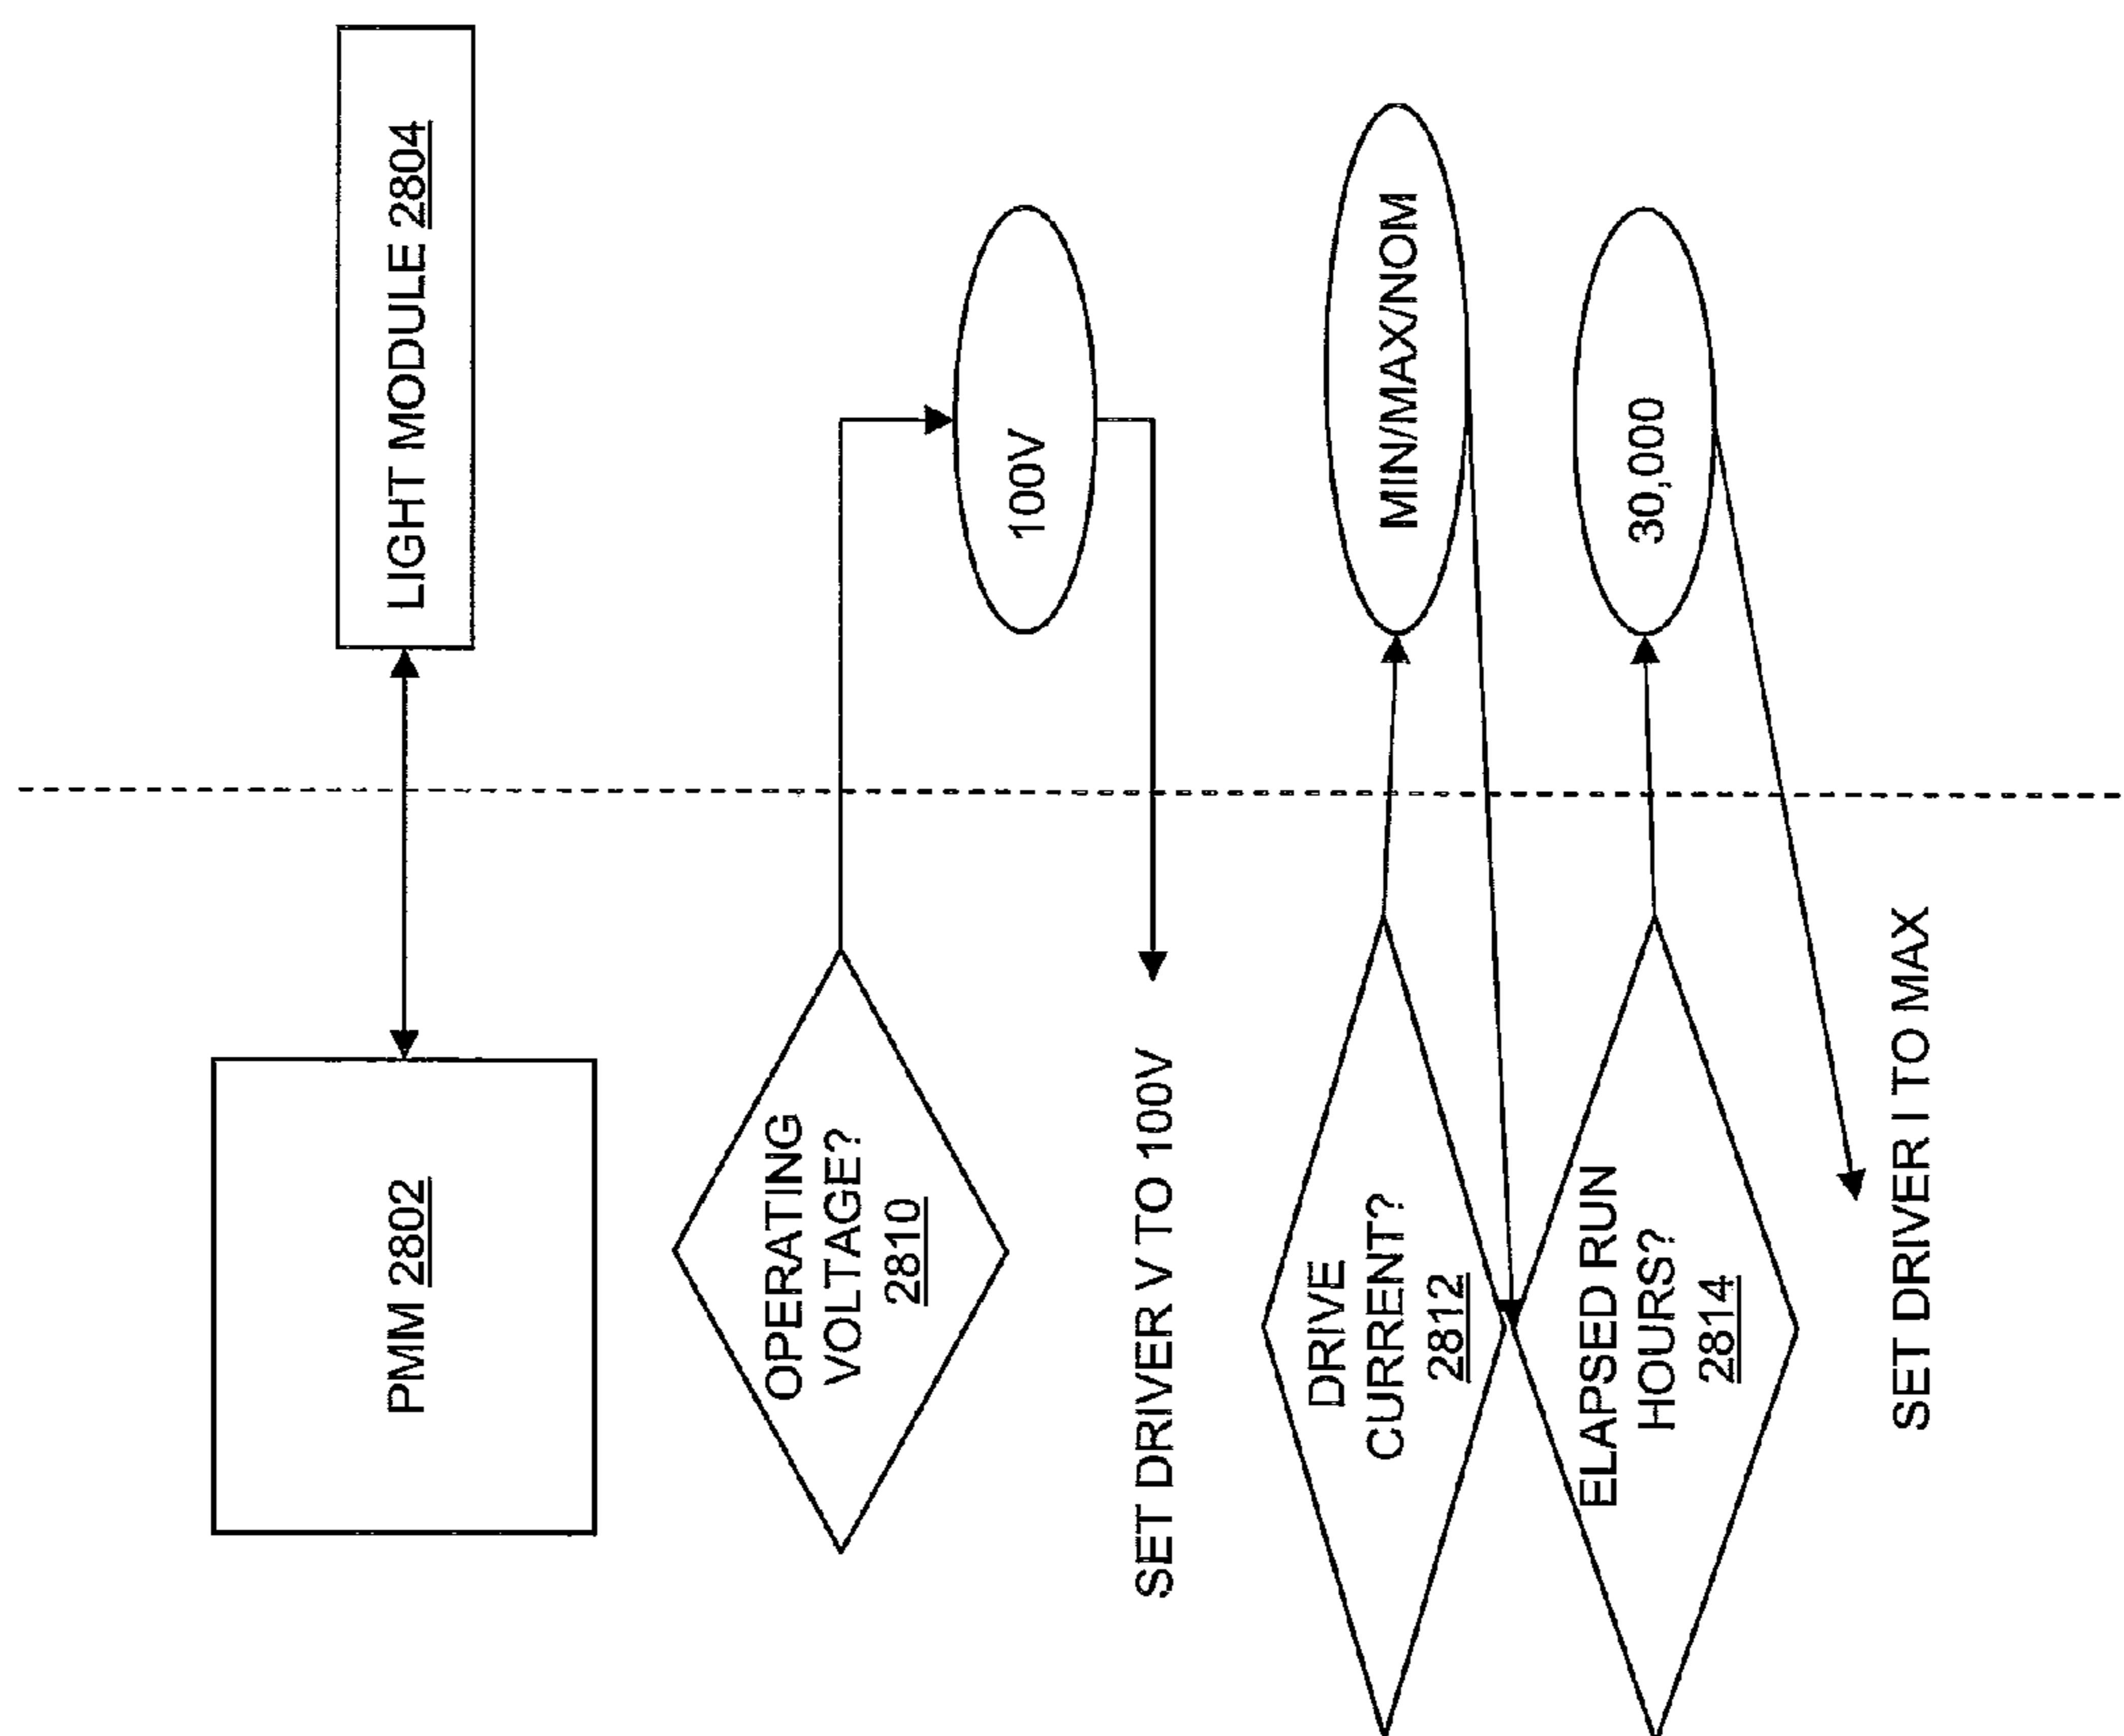 PMM 2802
LIGHT MODULE 2804
OPERATING
VOLTAGE?
2810
100V
SET DRIVER V TO 100V
DRIVE
CURRENT?
2812
MIN/MAX/NOM
ELAPSED RUN
HOURS?
2814
30,000
SET DRIVER I TO MAX